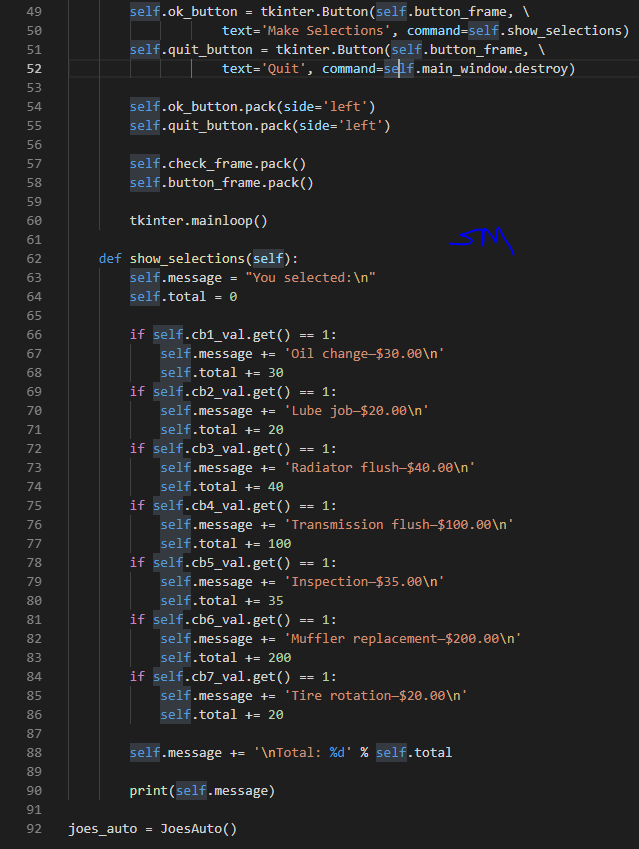 49 self.ok_button = tkinter.Button(self.button_frame, \
50 text='Make Selections', command=self.show_selections)
51 self.quit_button = tkinter.Button(self.button_frame, \
52 text='Quit', command=self.main_window.destroy)
53
54 self.ok_button.pack(side='left')
55 self.quit_button.pack(side='left')
56
57 self.check_frame.pack()
58 self.button_frame.pack()
59
60 tkinter.mainloop()
61
62 def show_selections(self):
63 self.message = "You selected:\n"
64 self.total = 0
65
66 if self.cb1_val.get() == 1:
67 self.message += 'Oil change—$30.00\n'
68 self.total += 30
69 if self.cb2_val.get() == 1:
70 self.message += 'Lube job—$20.00\n'
71 self.total += 20
72 if self.cb3_val.get() == 1:
73 self.message += 'Radiator flush—$40.00\n'
74 self.total += 40
75 if self.cb4_val.get() == 1:
76 self.message += 'Transmission flush—$100.00\n'
77 self.total += 100
78 if self.cb5_val.get() == 1:
79 self.message += 'Inspection—$35.00\n'
80 self.total += 35
81 if self.cb6_val.get() == 1:
82 self.message += 'Muffler replacement—$200.00\n'
83 self.total += 200
84 if self.cb7_val.get() == 1:
85 self.message += 'Tire rotation—$20.00\n'
86 self.total += 20
87
88 self.message += '\nTotal: %d' % self.total
89
90 print(self.message)
91
92 joes_auto = JoesAuto()